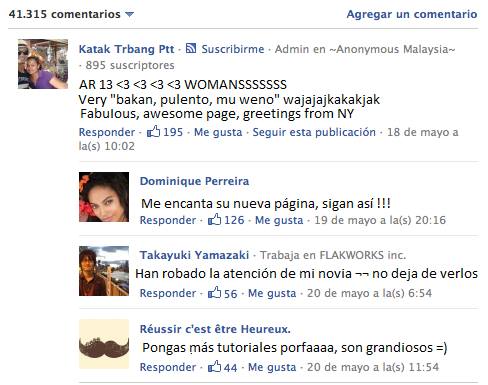 41.315 comentarios
Agregar un comentario
Katak Trbang Ptt · Suscribirme · Admin en ~Anonymous Malaysia~
· 895 suscriptores
AR 13 <3 <3 <3 <3 WOMANSSSSSSS
Very "bakan, pulento, mu weno" wajajajkakakjak
Fabulous, awesome page, greetings from NY
Responder · 195 · Me gusta · Seguir esta publicación · 18 de mayo a
la(s) 10:02
Dominique Perreira
Me encanta su nueva página, sigan así !!!
Responder · 126 · Me gusta · 19 de mayo a la(s) 20:16
Takayuki Yamazaki · Trabaja en FLAKWORKS inc.
Han robado la atención de mi novia ¬¬ no deja de verlos
Responder · 56 · Me gusta · 20 de mayo a la(s) 6:54
Réussir c'est être Heureux.
Pongas más tutoriales porfaaaa, son grandiosos =)
Responder · 44 · Me gusta · 20 de mayo a la(s) 11:54